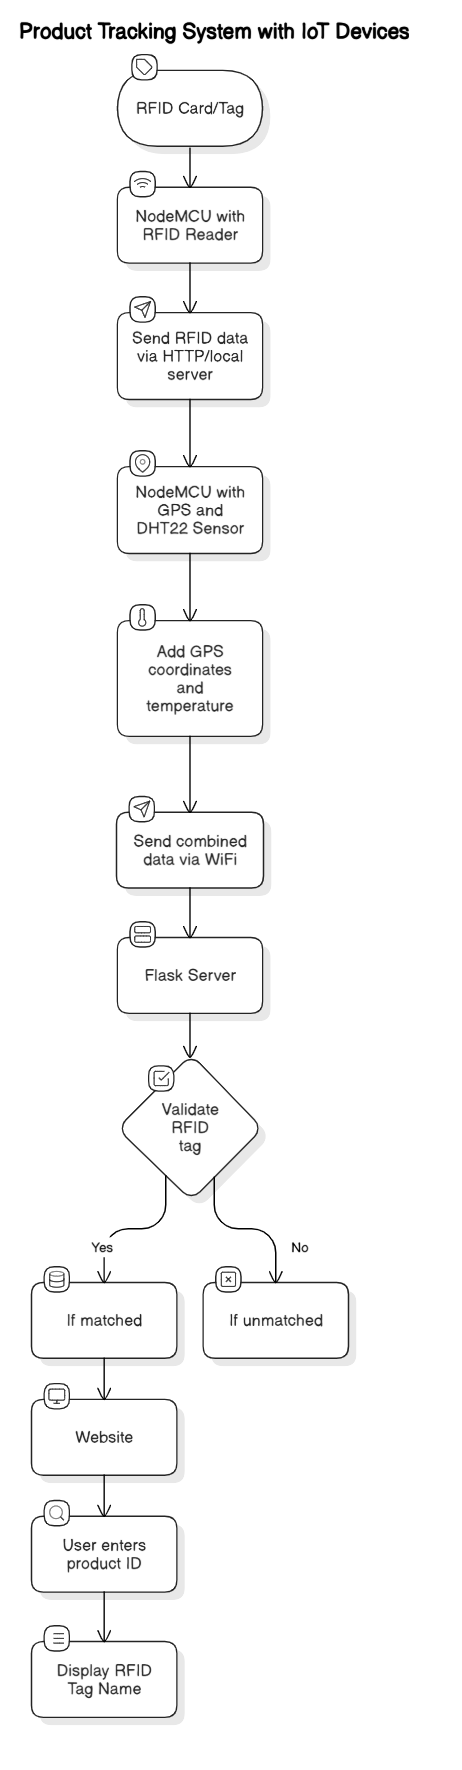 Product Tracking System with IoT Devices
RFID Card/Tag
NodeMCU with
RFID Reader
Send RFID data
via HTTP/local
server
NodeMCU with
GPS and
DHT22 Sensor
Add GPS
coordinates
and
temperature
Send combined
data via WiFi
Flask Server
Validate
RFID
tag
Yes
No
If matched
If unmatched
Website
User enters
product ID
Display RFID
Tag Name